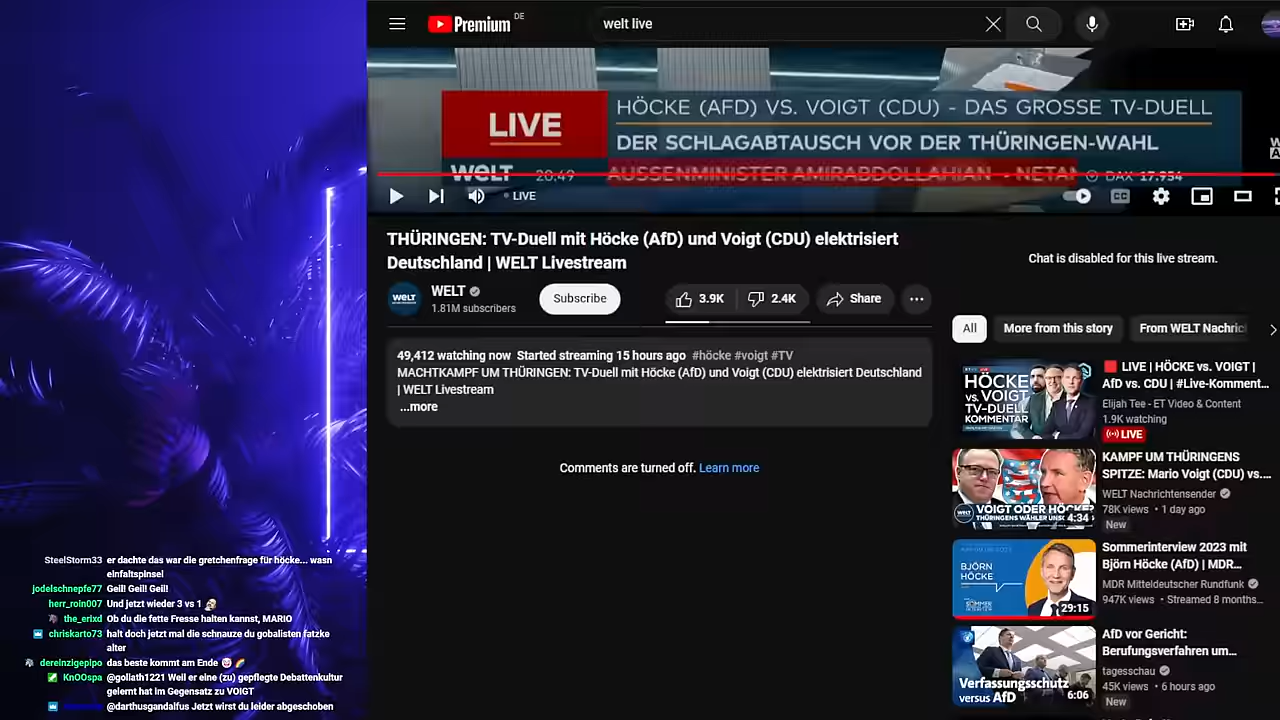 Premium DE
welt live
LIVE
HÖCKE (AFD) VS. VOIGT (CDU) - DAS GROSSE TV-DUELL
DER SCHLAGABTAUSCH VOR DER THÜRINGEN-WAHL
WELT 20:49 AUSSENMINISTER AMIRABDOLLAHIAN - NETAN DAX 17.954
• LIVE
CC
THÜRINGEN: TV-Duell mit Höcke (AfD) und Voigt (CDU) elektrisiert
Deutschland | WELT Livestream
WELT
1.81M subscribers
Subscribe
3.9K
2.4K
Share
49,412 watching now Started streaming 15 hours ago #höcke #voigt #TV
MACHTKAMPF UM THÜRINGEN: TV-Duell mit Höcke (AfD) und Voigt (CDU) elektrisiert Deutschland
| WELT Livestream
...more
Comments are turned off. Learn more
Chat is disabled for this live stream.
All
More from this story
From WELT Nachric
HÖCKE
VS. VOIGT
TV-DUELL
KOMMENTAR
LIVE | HÖCKE vs. VOIGT |
AfD vs. CDU | #Live-Komment...
Elijah Tee - ET Video & Content
1.9K watching
LIVE
WELT
VOIGT ODER HÖCKE?
4:34
KAMPF UM THÜRINGENS
SPITZE: Mario Voigt (CDU) vs....
WELT Nachrichtensender
78K views • 1 day ago
New
BJÖRN
HÖCKE
SOMMER
29:15
Sommerinterview 2023 mit
Björn Höcke (AfD) | MDR...
MDR Mitteldeutscher Rundfunk
947K views • Streamed 8 months...
Verfassungsschutz
versus AfD
6:06
AfD vor Gericht:
Berufungsverfahren um...
tagesschau
45K views • 6 hours ago
New
SteelStorm33 er dachte das war die gretchenfrage für höcke... wasn
einfaltspinsel
jodelschnepfe77 Geil! Geil! Geil!
herr_roin007 Und jetzt wieder 3 vs 1
the_erixd Ob du die fette Fresse halten kannst, MARIO
chriskarto73 halt doch jetzt mal die schnauze du gobalisten fatzke
alter
dereinzigepipo das beste kommt am Ende
KnOOspa @goliath1221 Weil er eine (zu) gepflegte Debattenkultur
gelernt hat im Gegensatz zu VOIGT
@darthusgandalfus Jetzt wirst du leider abgeschoben